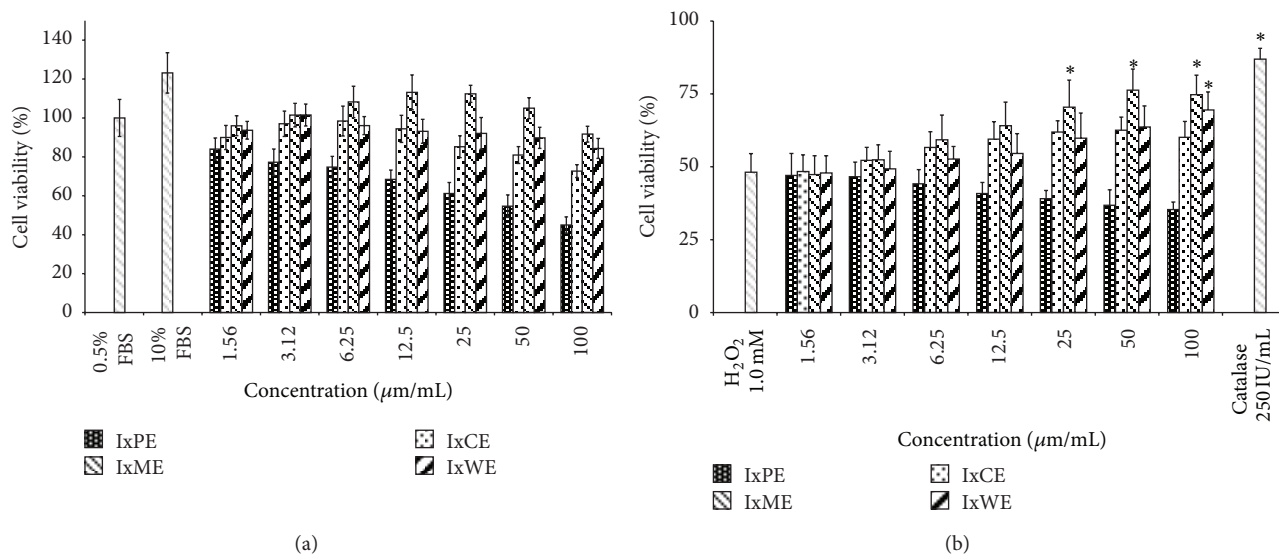 140
120
100
80
60
40
20
0
Cell viability (%)
0.5% FBS
10% FBS
1.56
3.12
6.25
12.5
25
50
100
Concentration (μm/mL)
IxPE
IxCE
IxME
IxWE
(a)
100
75
50
25
0
Cell viability (%)
*
*
*
*
*
H₂O₂
1.0 mM
1.56
3.12
6.25
12.5
25
50
100
Catalase
250 IU/mL
Concentration (μm/mL)
IxPE
IxCE
IxME
IxWE
(b)